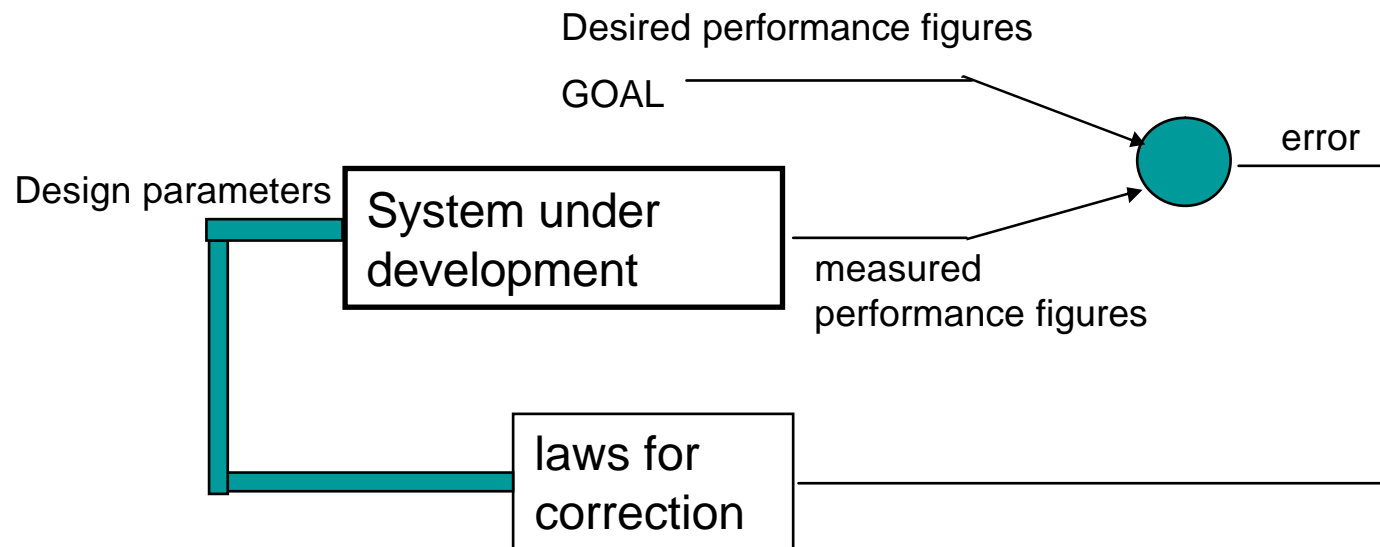 Desired performance figures
GOAL
error
Design parameters
System under
development
measured
performance figures
laws for
correction